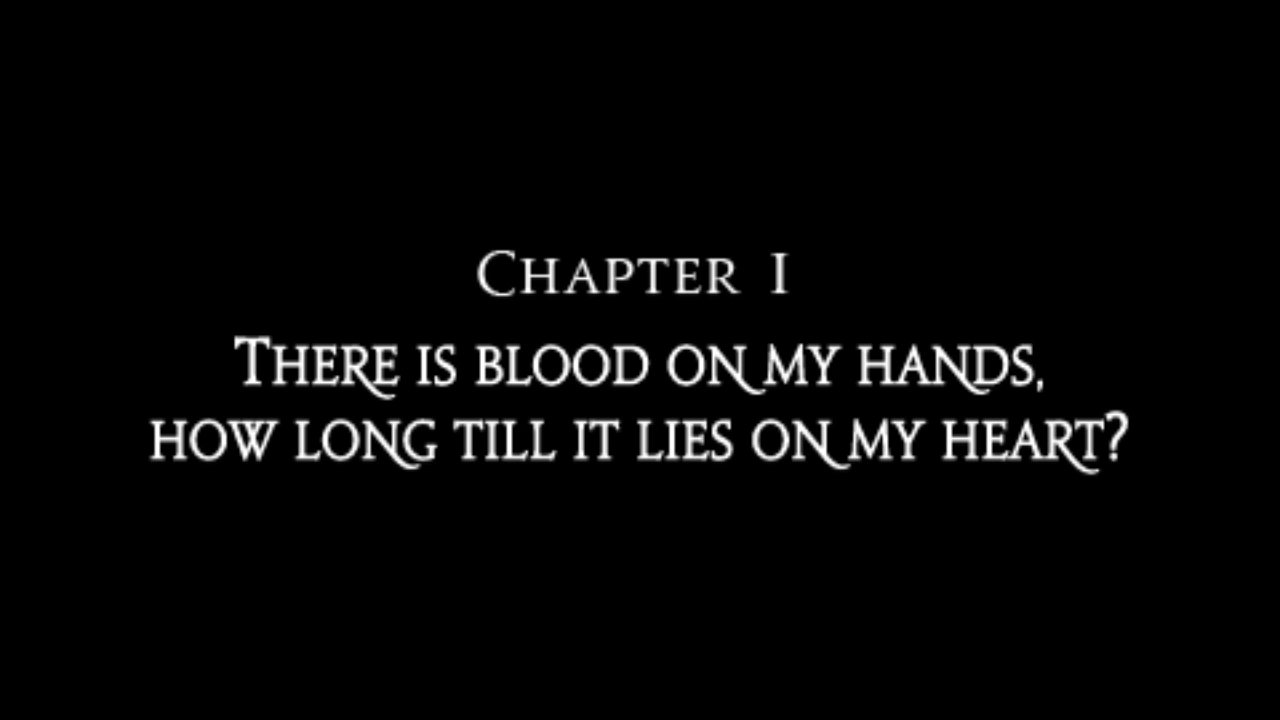 Chapter I
There is blood on my hands,
how long till it lies on my heart?